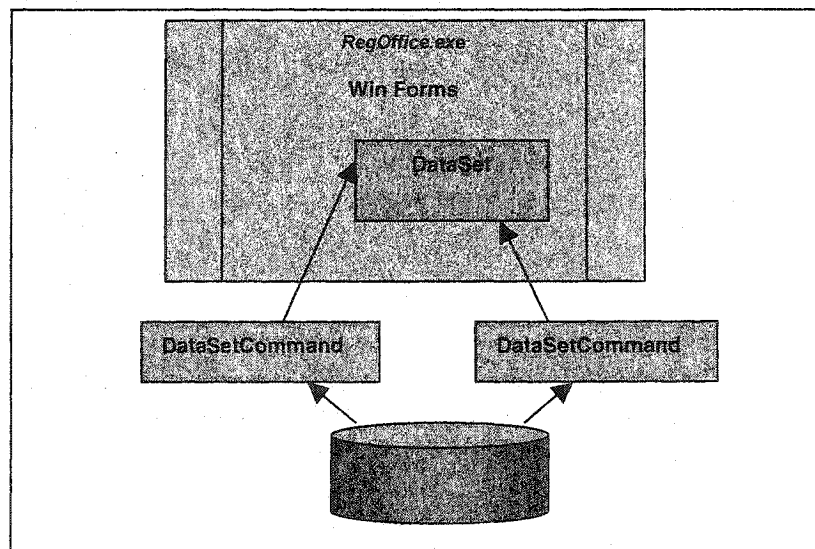 RegOffice.exe
Win Forms
DataSet
DataSetCommand
DataSetCommand